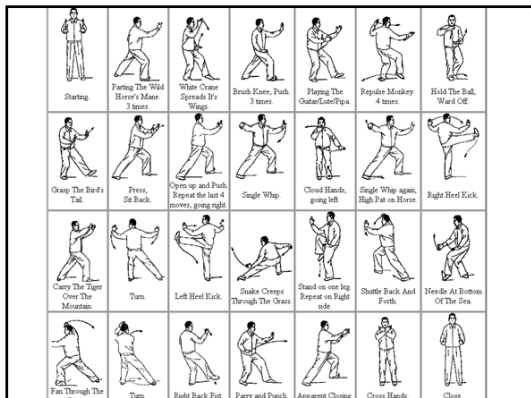 Starting.
Parting The Wild
Horse's Mane.
3 times.
White Crane
Spreads It's
Wings.
Brush Knee, Push.
3 times.
Playing The
Guitar/Lute/Pipa.
Repulse Monkey.
4 times.
Hold The Ball,
Ward Off.
Grasp The Bird's
Tail.
Press,
Sit Back.
Open up and Push.
Repeat the last 4
moves, going right
Single Whip.
Cloud Hands,
going left.
Single Whip again,
High Pat on Horse.
Right Heel Kick.
Carry The Tiger
Over The
Mountain
Turn.
Left Heel Kick.
Snake Creeps
Through The Grass.
Stand on one leg.
Repeat on Right
side.
Shuttle Back And
Forth.
Needle At Bottom
Of The Sea.
Fan Through The
Turn.
Right Back Fist.
Parry and Punch.
Apparent Closing
Cross Hands.
Close.